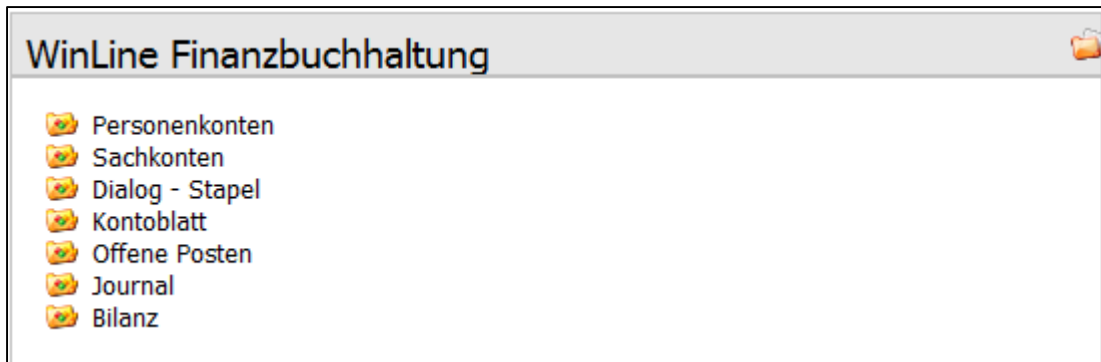 WinLine Finanzbuchhaltung
Personenkonten
Sachkonten
Dialog - Stapel
Kontoblatt
Offene Posten
Journal
Bilanz